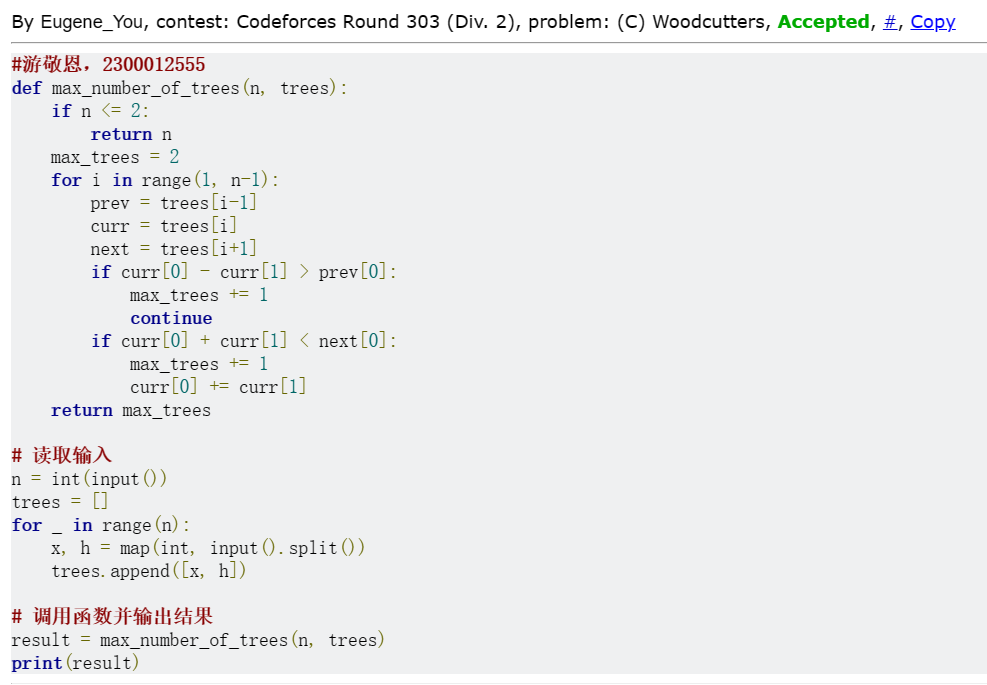 By Eugene_You, contest: Codeforces Round 303 (Div. 2), problem: (C) Woodcutters, Accepted, #, Copy
#游敬恩，2300012555
def max_number_of_trees(n, trees):
    if n <= 2:
        return n
    max_trees = 2
    for i in range(1, n-1):
        prev = trees[i-1]
        curr = trees[i]
        next = trees[i+1]
        if curr[0] - curr[1] > prev[0]:
            max_trees += 1
            continue
        if curr[0] + curr[1] < next[0]:
            max_trees += 1
            curr[0] += curr[1]
    return max_trees

# 读取输入
n = int(input())
trees = []
for _ in range(n):
    x, h = map(int, input().split())
    trees.append([x, h])

# 调用函数并输出结果
result = max_number_of_trees(n, trees)
print(result)